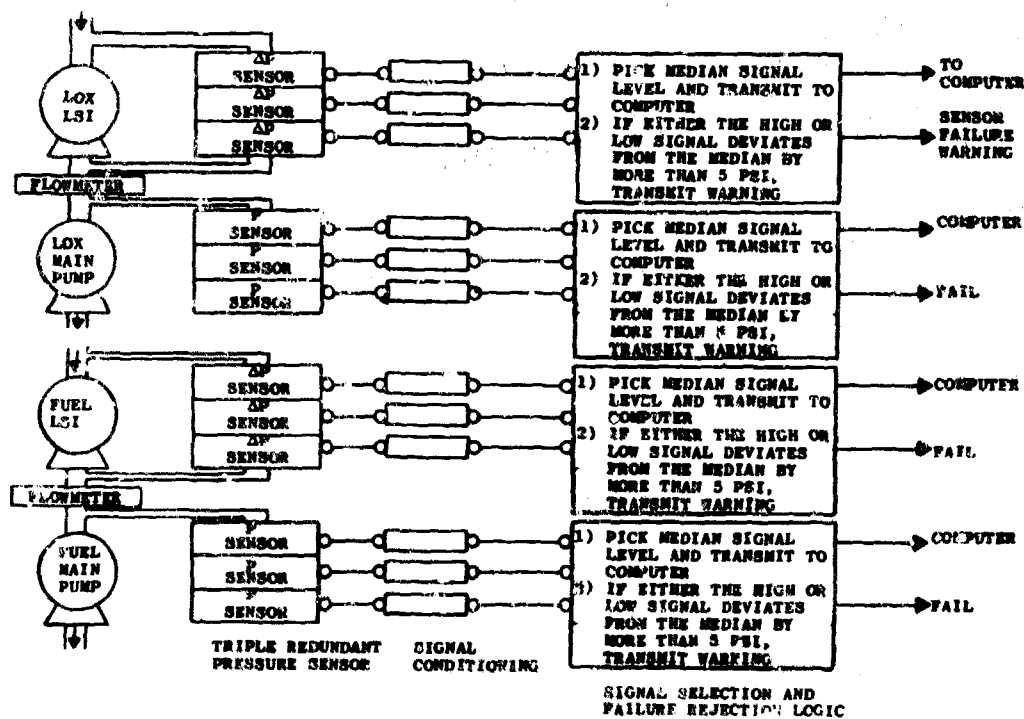 LOX
LSI
ΔP
SENSOR
ΔP
SENSOR
ΔP
SENSOR
1) PICK MEDIAN SIGNAL
LEVEL AND TRANSMIT TO
COMPUTER
2) IF EITHER THE HIGH OR
LOW SIGNAL DEVIATES
FROM THE MEDIAN BY
MORE THAN 5 PSI,
TRANSMIT WARNING
TO
COMPUTER
SENSOR
FAILURE
WARNING
FLOWMETER
LOX
MAIN
PUMP
P
SENSOR
P
SENSOR
P
SENSOR
1) PICK MEDIAN SIGNAL
LEVEL AND TRANSMIT TO
COMPUTER
2) IF EITHER THE HIGH OR
LOW SIGNAL DEVIATES
FROM THE MEDIAN BY
MORE THAN PSI,
TRANSMIT WARNING
COMPUTER
FAIL
FUEL
LSI
ΔP
SENSOR
ΔP
SENSOR
ΔP
SENSOR
1) PICK MEDIAN SIGNAL
LEVEL AND TRANSMIT TO
COMPUTER
2) IF EITHER THE HIGH OR
LOW SIGNAL DEVIATES
FROM THE MEDIAN BY
MORE THAN 5 PSI,
TRANSMIT WARNING
COMPUTER
FAIL
FLOWMETER
FUEL
MAIN
PUMP
P
SENSOR
P
SENSOR
P
SENSOR
1) PICK MEDIAN SIGNAL
LEVEL AND TRANSMIT TO
COMPUTER
IF EITHER THE HIGH OR
LOW SIGNAL DEVIATES
FROM THE MEDIAN BY
MORE THAN 5 PSI,
TRANSMIT WARNING
COMPUTER
FAIL
TRIPLE REDUNDANT
PRESSURE SENSOR
SIGNAL
CONDITIONING
SIGNAL SELECTION AND
FAILURE REJECTION LOGIC